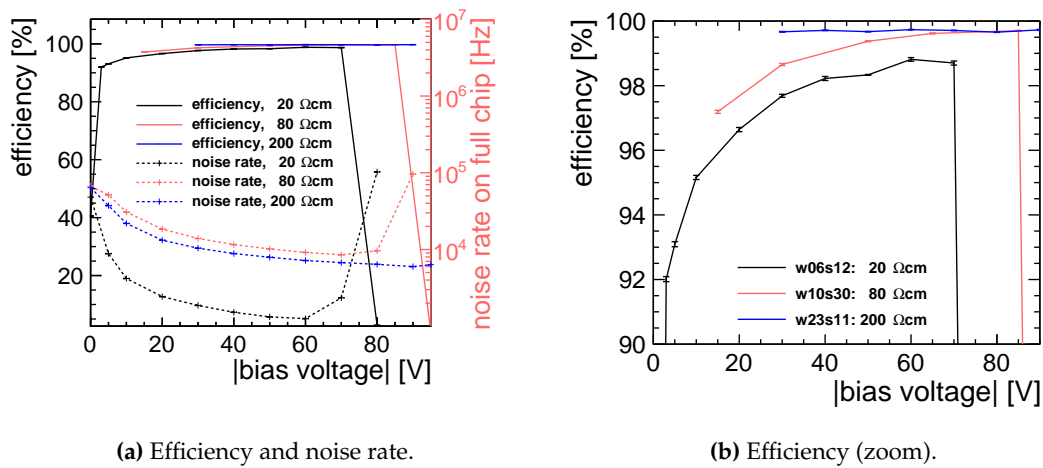 efficiency [%]
100
80
60
40
20
0 20 40 60 80
|bias voltage| [V]
efficiency, 20 Ωcm
efficiency, 80 Ωcm
efficiency, 200 Ωcm
noise rate, 20 Ωcm
noise rate, 80 Ωcm
noise rate, 200 Ωcm
10^7
10^6
10^5
10^4
noise rate on full chip [Hz]
(a) Efficiency and noise rate.
efficiency [%]
100
98
96
94
92
90
0 20 40 60 80
|bias voltage| [V]
w06s12: 20 Ωcm
w10s30: 80 Ωcm
w23s11: 200 Ωcm
(b) Efficiency (zoom).